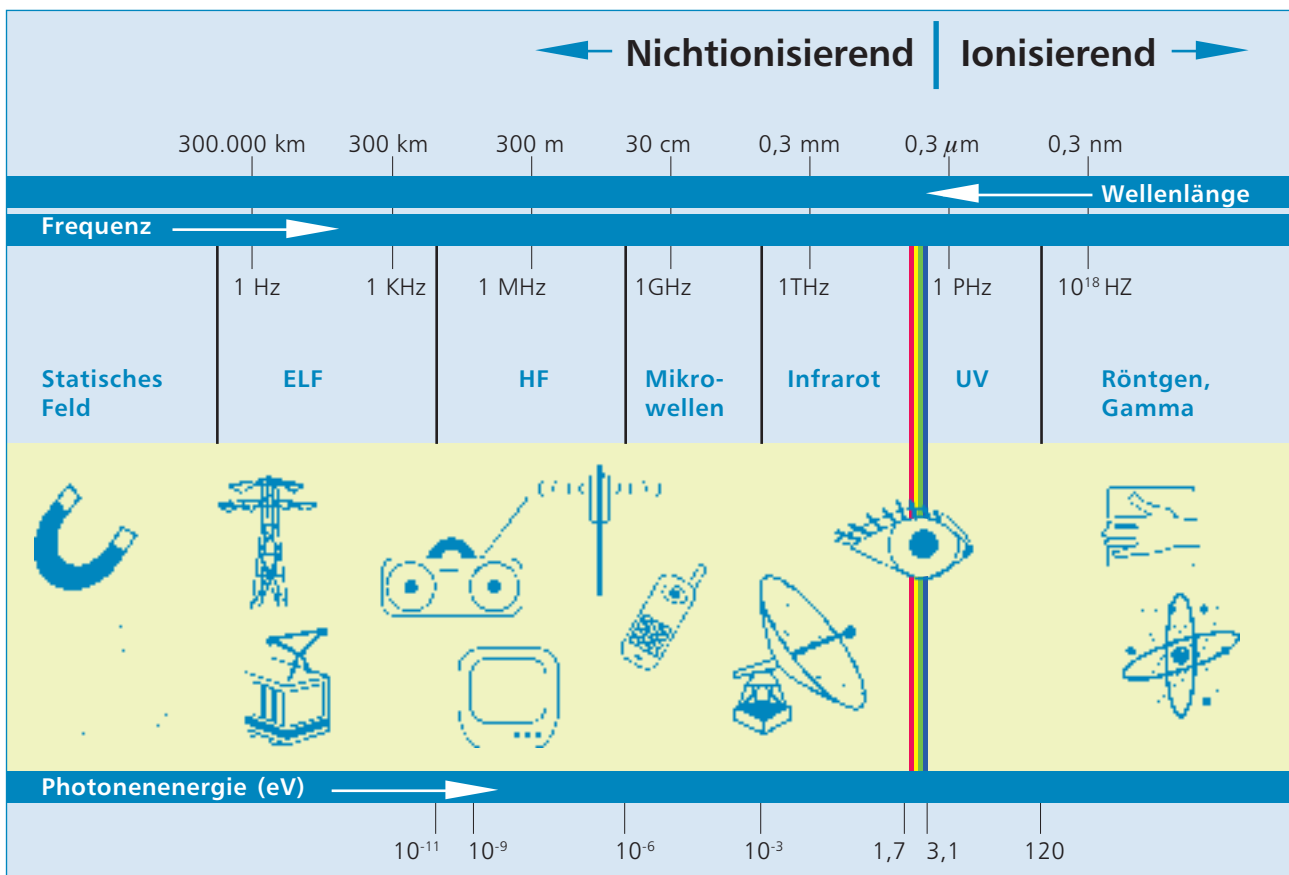 Nichtionisierend Ionisierend
300.000 km 300 km 300 m 30 cm 0,3 mm 0,3 µm 0,3 nm
Wellenlänge
Frequenz
1 Hz 1 KHz 1 MHz 1GHz 1THz 1 PHz 10¹⁸ HZ
Statisches
Feld
ELF
HF
Mikro-
wellen
Infrarot
UV
Röntgen,
Gamma
Photonenenergie (eV)
10⁻¹¹ 10⁻⁹ 10⁻⁶ 10⁻³ 1,7 3,1 120